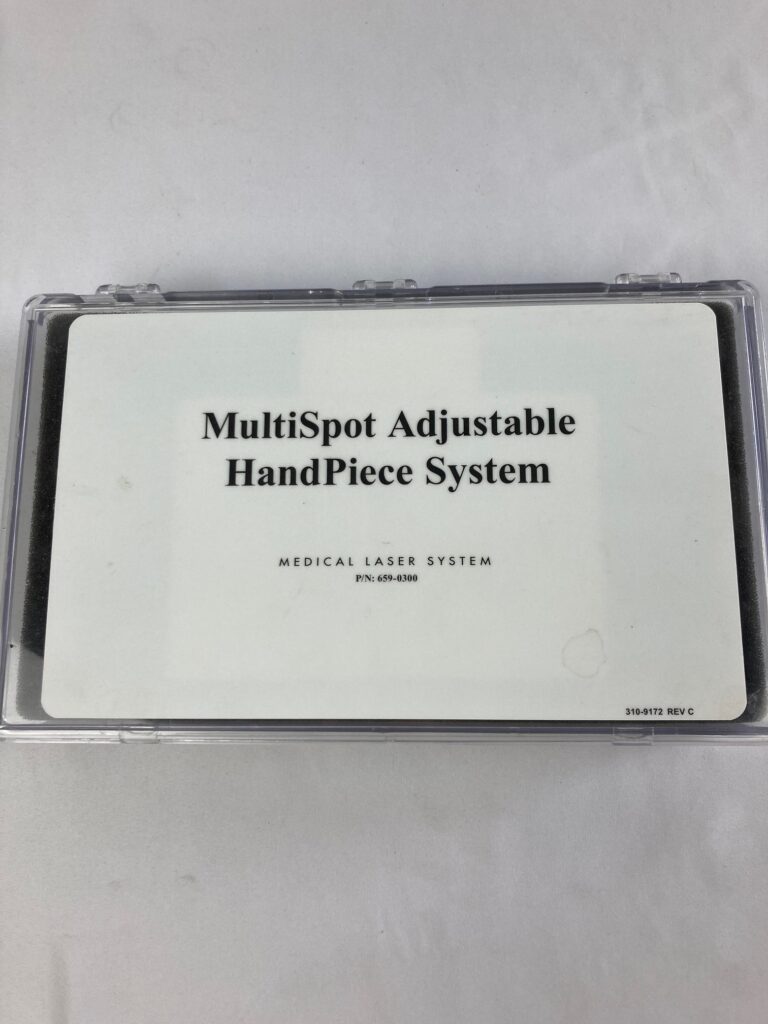 MultiSpot Adjustable
HandPiece System
MEDICAL LASER SYSTEM
P/N: 659-0300
310-9172 REV C